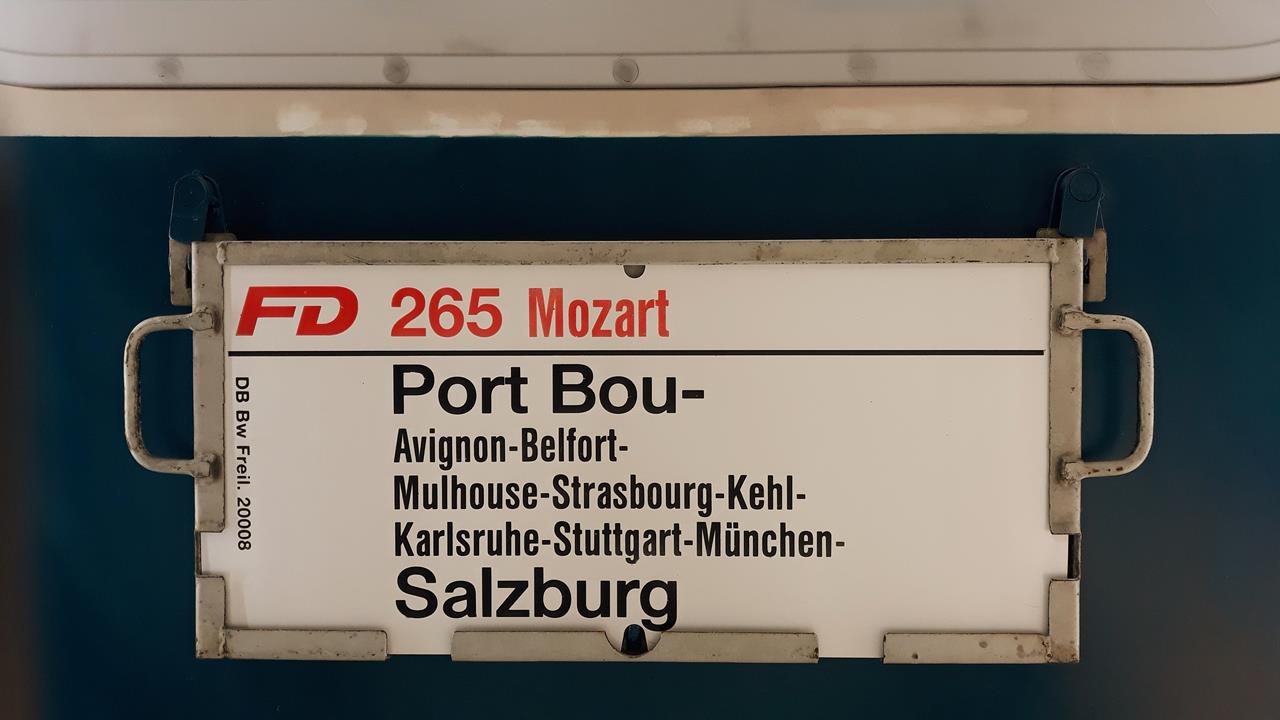 FD 265 Mozart
Port Bou-
Avignon-Belfort-
Mulhouse-Strasbourg-Kehl-
Karlsruhe-Stuttgart-München-
Salzburg
DB Bw Freil. 20008